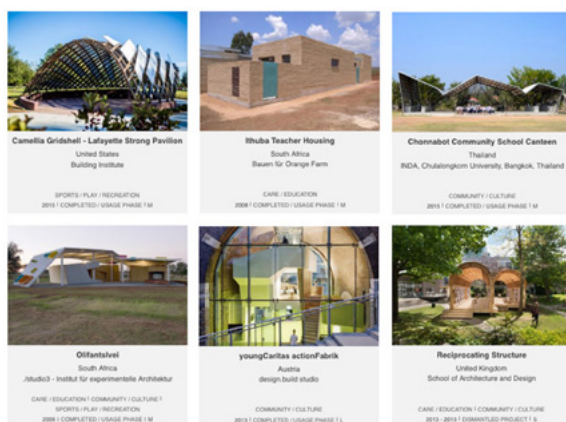 Camellia Gridshell - Lafayette Strong Pavilion
United States
Building Institute
SPORTS / PLAY / RECREATION
2015 | COMPLETED / USAGE PHASE | M
Ithuba Teacher Housing
South Africa
Bauen für Orange Farm
CARE / EDUCATION
2008 | COMPLETED / USAGE PHASE | M
Chonnabot Community School Canteen
Thailand
INDA, Chulalongkorn University, Bangkok, Thailand
COMMUNITY / CULTURE
2015 | COMPLETED / USAGE PHASE | M
Olifantsvlei
South Africa
./studio3 - Institut für experimentelle Architektur
CARE / EDUCATION | COMMUNITY / CULTURE |
SPORTS / PLAY / RECREATION
2006 | COMPLETED / USAGE PHASE | M
youngCaritas actionFabrik
Austria
design.build studio
COMMUNITY / CULTURE
COMPLETED / USAGE PHASE | L
Reciprocating Structure
United Kingdom
School of Architecture and Design
CARE / EDUCATION | COMMUNITY / CULTURE
2013 - 2015 | DISMANTLED PROJECT | S